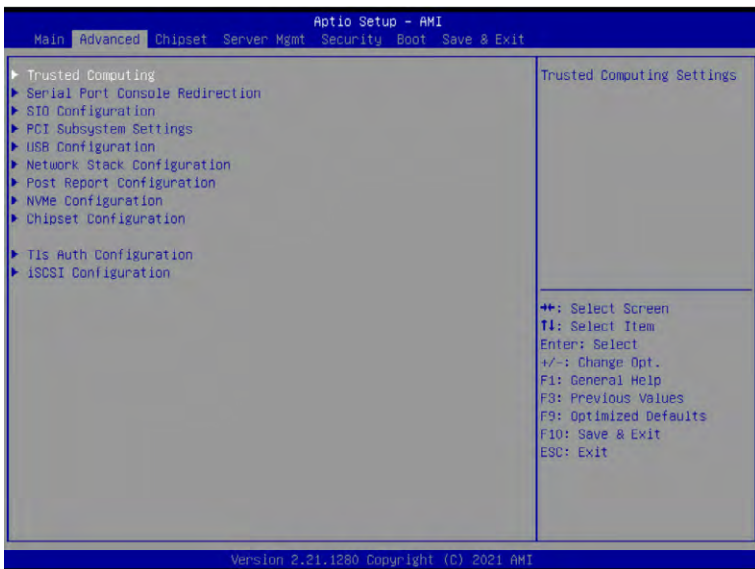 Aptio Setup - AMI
Main Advanced Chipset Server Mgmt Security Boot Save & Exit
▶ Trusted Computing
▶ Serial Port Console Redirection
▶ SIO Configuration
▶ PCI Subsystem Settings
▶ USB Configuration
▶ Network Stack Configuration
▶ Post Report Configuration
▶ NVMe Configuration
▶ Chipset Configuration
▶ Tls Auth Configuration
▶ iSCSI Configuration
Trusted Computing Settings
→←: Select Screen
↑↓: Select Item
Enter: Select
+/-: Change Opt.
F1: General Help
F3: Previous Values
F9: Optimized Defaults
F10: Save & Exit
ESC: Exit
Version 2.21.1280 Copyright (C) 2021 AMI